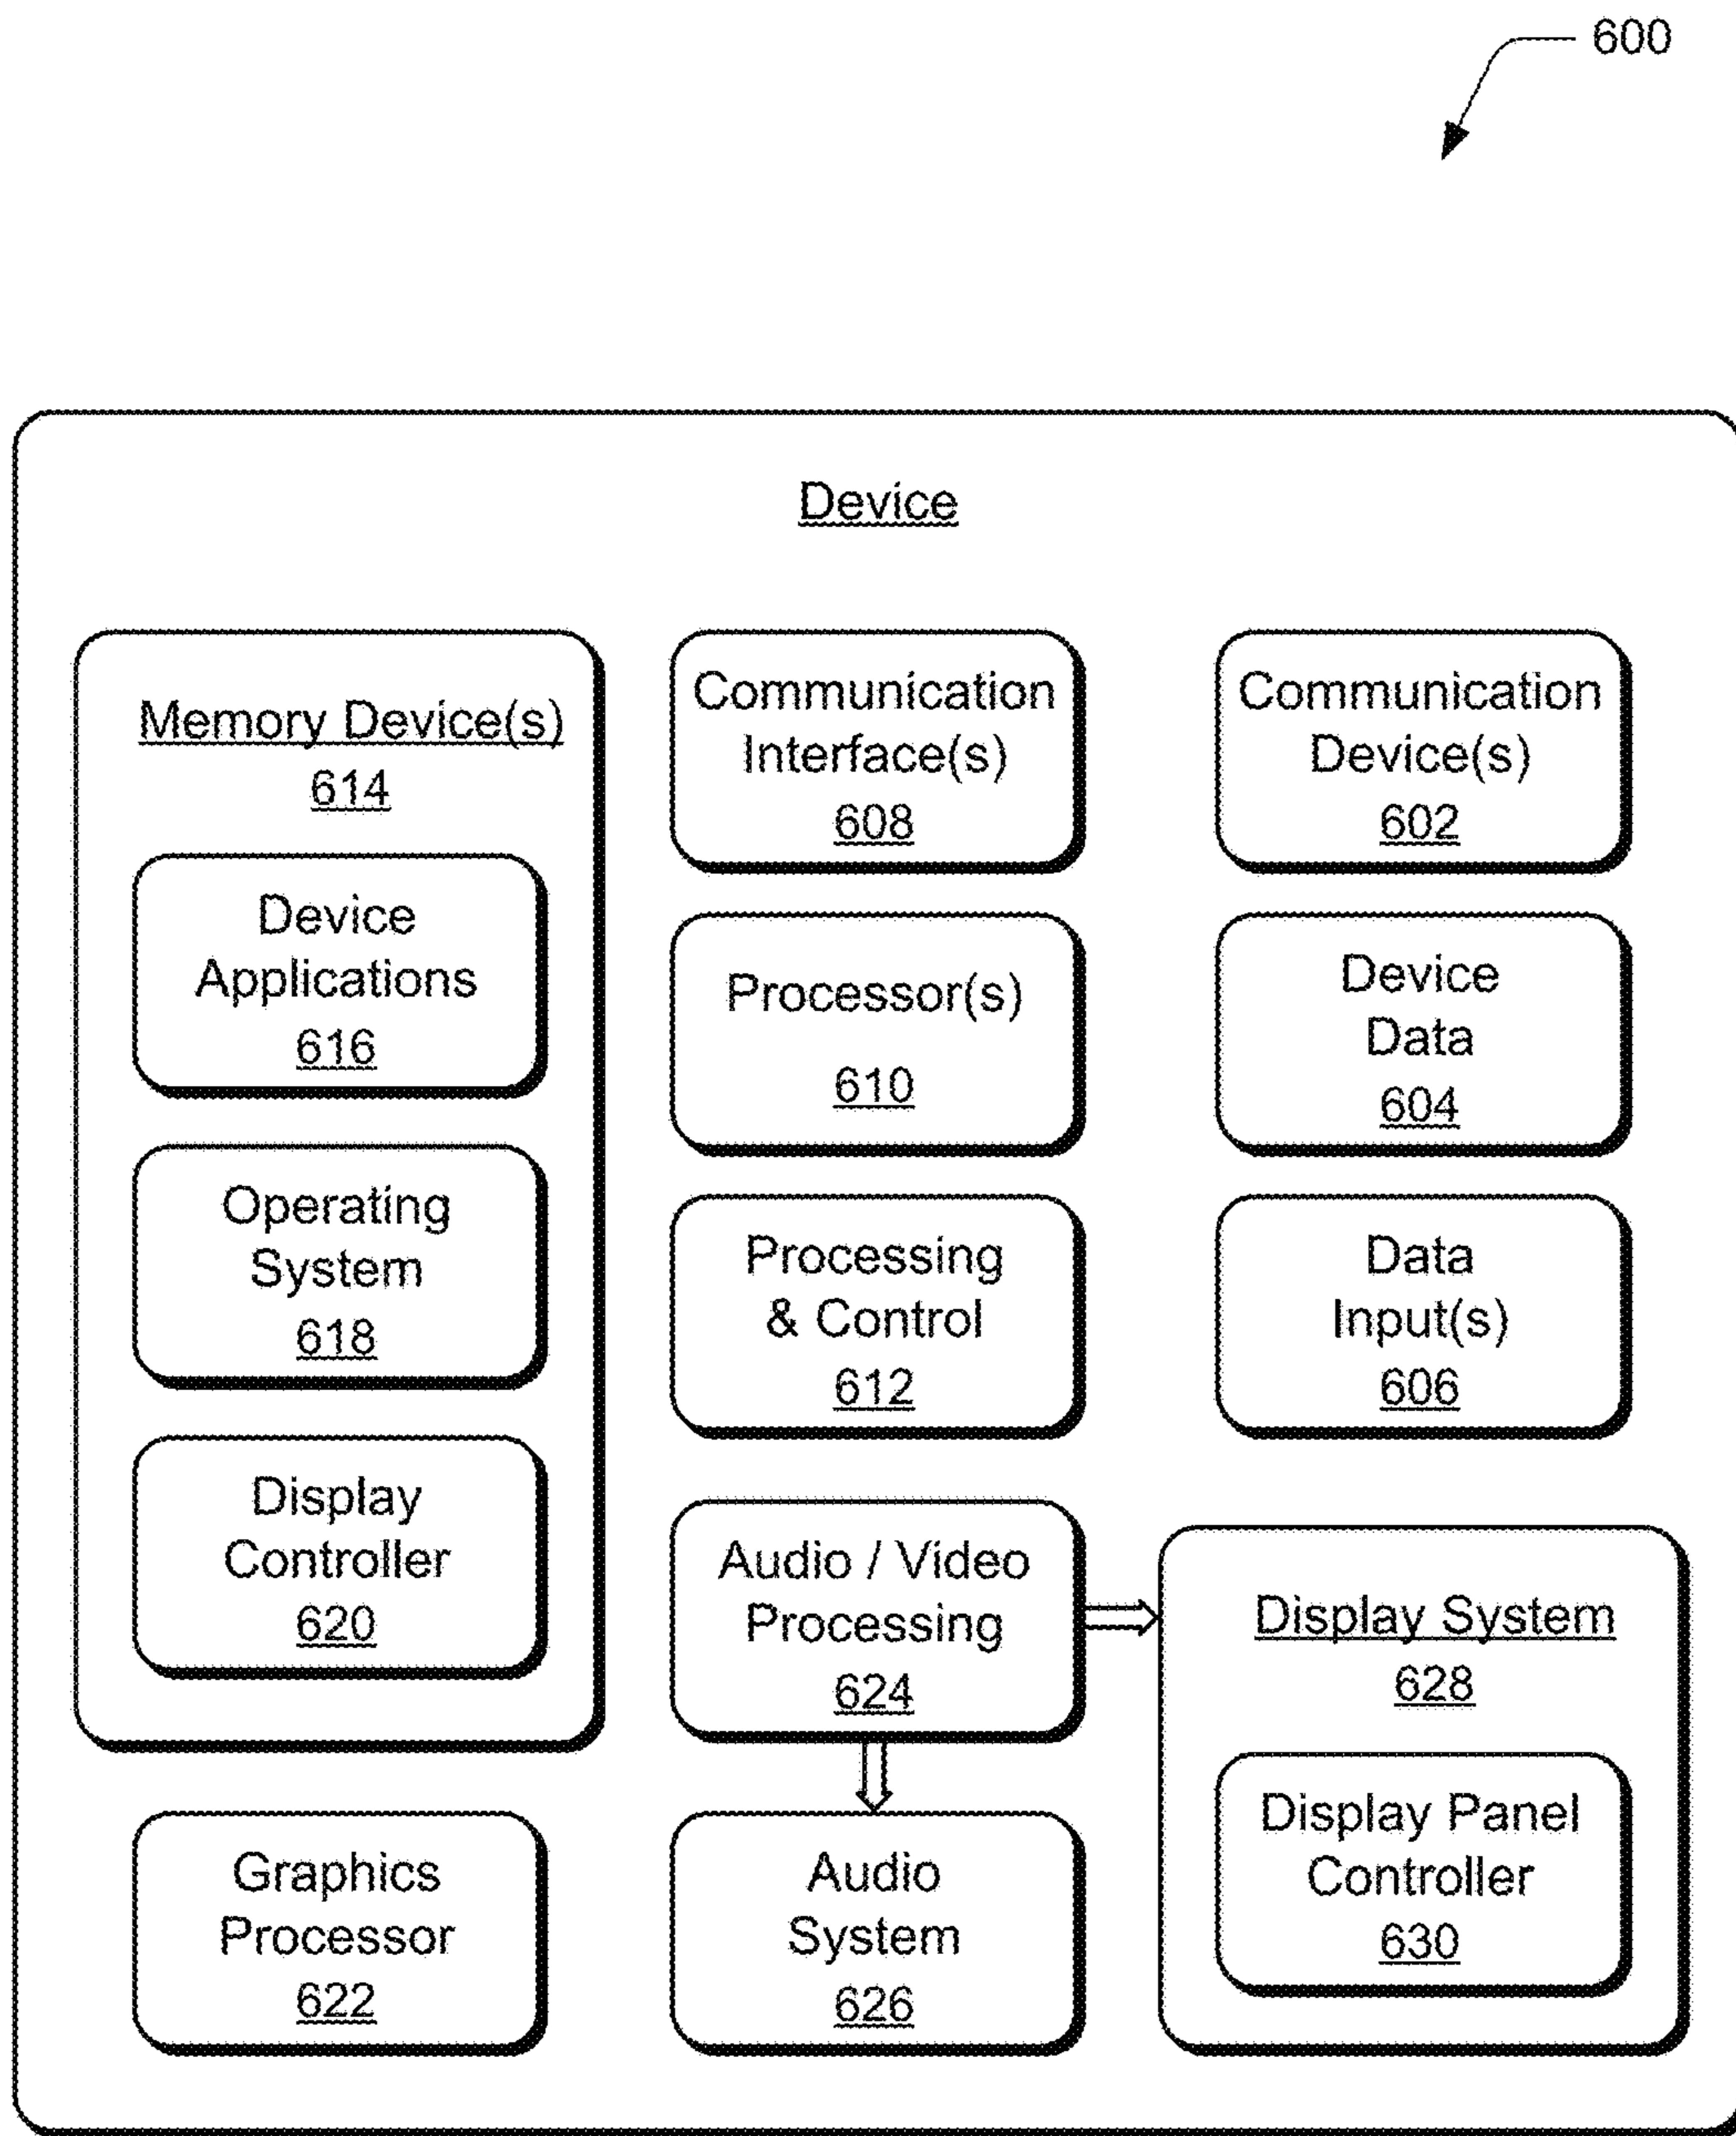 600
Device
Memory Device(s)
614
Device
Applications
616
Operating
System
618
Display
Controller
620
Graphics
Processor
622
Communication
Interface(s)
608
Processor(s)
610
Processing
& Control
612
Audio / Video
Processing
624
Audio
System
626
Communication
Device(s)
602
Device
Data
604
Data
Input(s)
606
Display System
628
Display Panel
Controller
630